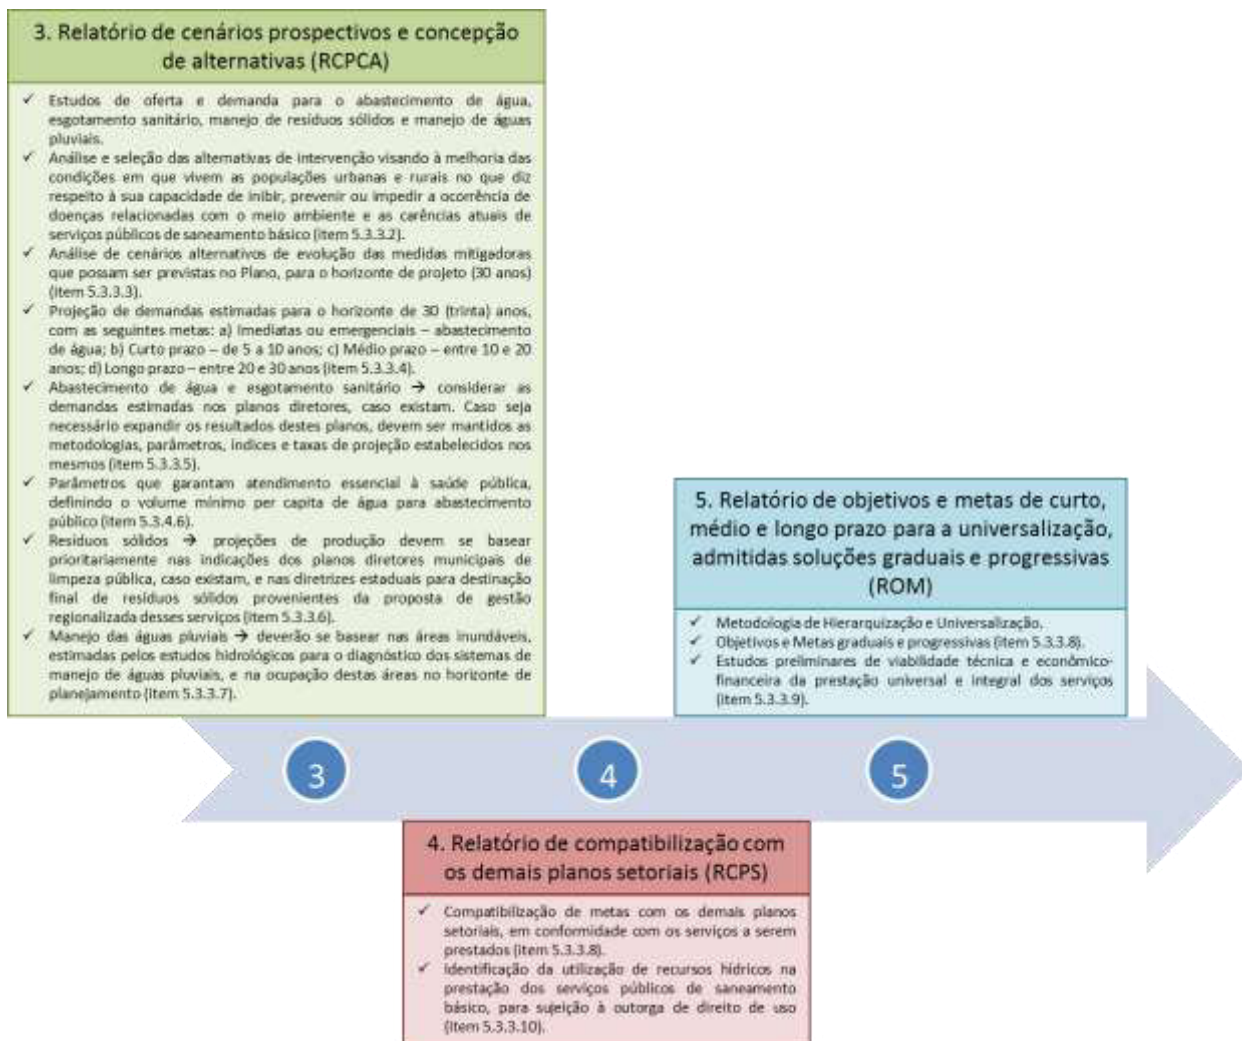 3. Relatório de cenários prospectivos e concepção
de alternativas (RCPCA)
✓ Estudos de oferta e demanda para o abastecimento de água,
esgotamento sanitário, manejo de resíduos sólidos e manejo de águas
pluviais.
✓ Análise e seleção das alternativas de intervenção visando à melhoria das
condições em que vivem as populações urbanas e rurais no que diz
respeito à sua capacidade de inibir, prevenir ou impedir a ocorrência de
doenças relacionadas com o meio ambiente e as carências atuais de
serviços públicos de saneamento básico (item 5.3.3.2).
✓ Análise de cenários alternativos de evolução das medidas mitigadoras
que possam ser previstas no Plano, para o horizonte de projeto (30 anos)
(item 5.3.3.3).
✓ Projeção de demandas estimadas para o horizonte de 30 (trinta) anos,
com as seguintes metas: a) Imediatas ou emergenciais – abastecimento
de água; b) Curto prazo – de 5 a 10 anos; c) Médio prazo – entre 10 e 20
anos; d) Longo prazo – entre 20 e 30 anos (item 5.3.3.4).
✓ Abastecimento de água e esgotamento sanitário → considerar as
demandas estimadas nos planos diretores, caso existam. Caso seja
necessário expandir os resultados destes planos, devem ser mantidos as
metodologias, parâmetros, índices e taxas de projeção estabelecidos nos
mesmos (item 5.3.3.5).
✓ Parâmetros que garantam atendimento essencial à saúde pública,
definindo o volume mínimo per capita de água para abastecimento
público (item 5.3.4.6).
✓ Resíduos sólidos → projeções de produção devem se basear
prioritariamente nas indicações dos planos diretores municipais de
limpeza pública, caso existam, e nas diretrizes estaduais para destinação
final de resíduos sólidos provenientes da proposta de gestão
regionalizada desses serviços (item 5.3.3.6).
✓ Manejo das águas pluviais → deverão se basear nas áreas inundáveis,
estimadas pelos estudos hidrológicos para o diagnóstico dos sistemas de
manejo de águas pluviais, e na ocupação destas áreas no horizonte de
planejamento (item 5.3.3.7).
5. Relatório de objetivos e metas de curto,
médio e longo prazo para a universalização,
admitidas soluções graduais e progressivas
(ROM)
✓ Metodologia de Hierarquização e Universalização.
✓ Objetivos e Metas graduais e progressivas (item 5.3.3.8).
✓ Estudos preliminares de viabilidade técnica e econômico-
financeira da prestação universal e integral dos serviços
(item 5.3.3.9).
3
4
5
4. Relatório de compatibilização com
os demais planos setoriais (RCPS)
✓ Compatibilização de metas com os demais planos
setoriais, em conformidade com os serviços a serem
prestados (item 5.3.3.8).
✓ Identificação da utilização de recursos hídricos na
prestação dos serviços públicos de saneamento
básico, para sujeição à outorga de direito de uso
(item 5.3.3.10).